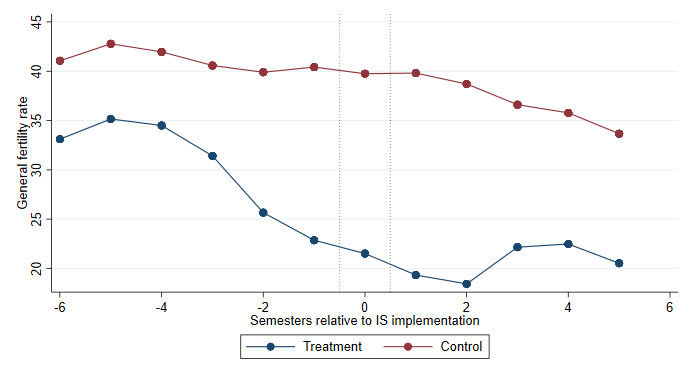 General fertility rate
45
40
35
30
25
20
-6 -4 -2 0 2 4 6
Semesters relative to IS implementation
Treatment Control